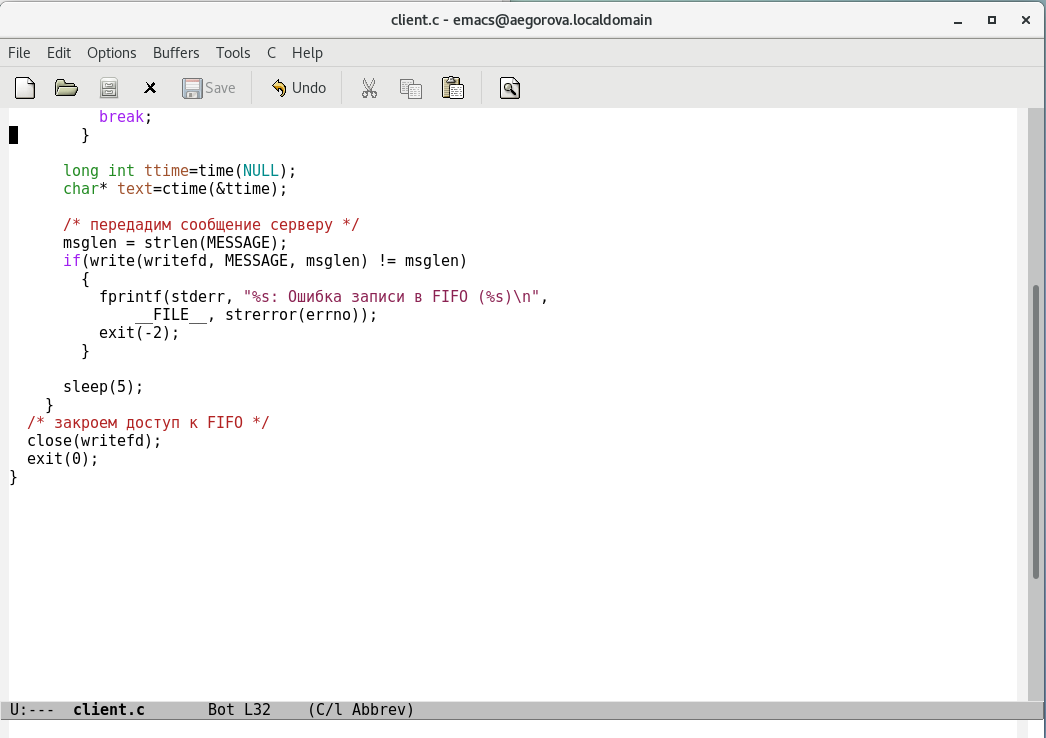 client.c - emacs@aegorova.localdomain
File Edit Options Buffers Tools C Help
Save Undo
break;
}
long int ttime=time(NULL);
char* text=ctime(&ttime);
/* передадим сообщение серверу */
msglen = strlen(MESSAGE);
if(write(writefd, MESSAGE, msglen) != msglen)
{
fprintf(stderr, "%s: Ошибка записи в FIFO (%s)\n",
__FILE__, strerror(errno));
exit(-2);
}
sleep(5);
}
/* закроем доступ к FIFO */
close(writefd);
exit(0);
}
U:--- client.c Bot L32 (C/l Abbrev)